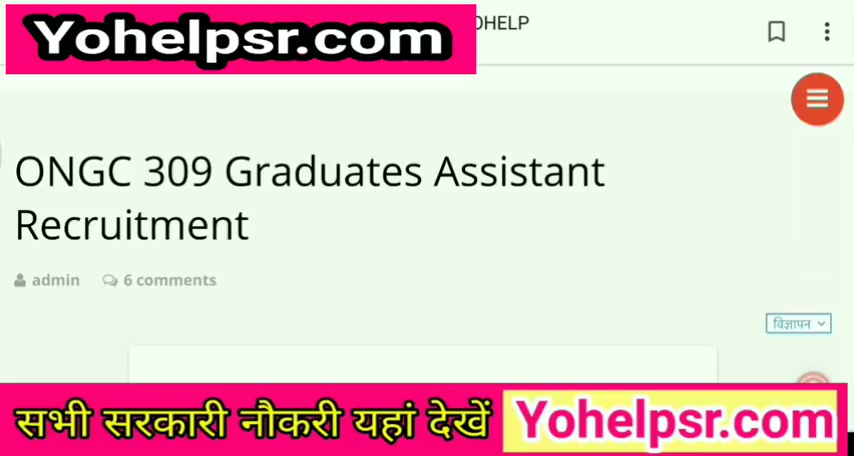 Yohelpsr.com
OHELP
ONGC 309 Graduates Assistant
Recruitment
admin 6 comments
विज्ञापन
सभी सरकारी नौकरी यहां देखें Yohelpsr.com